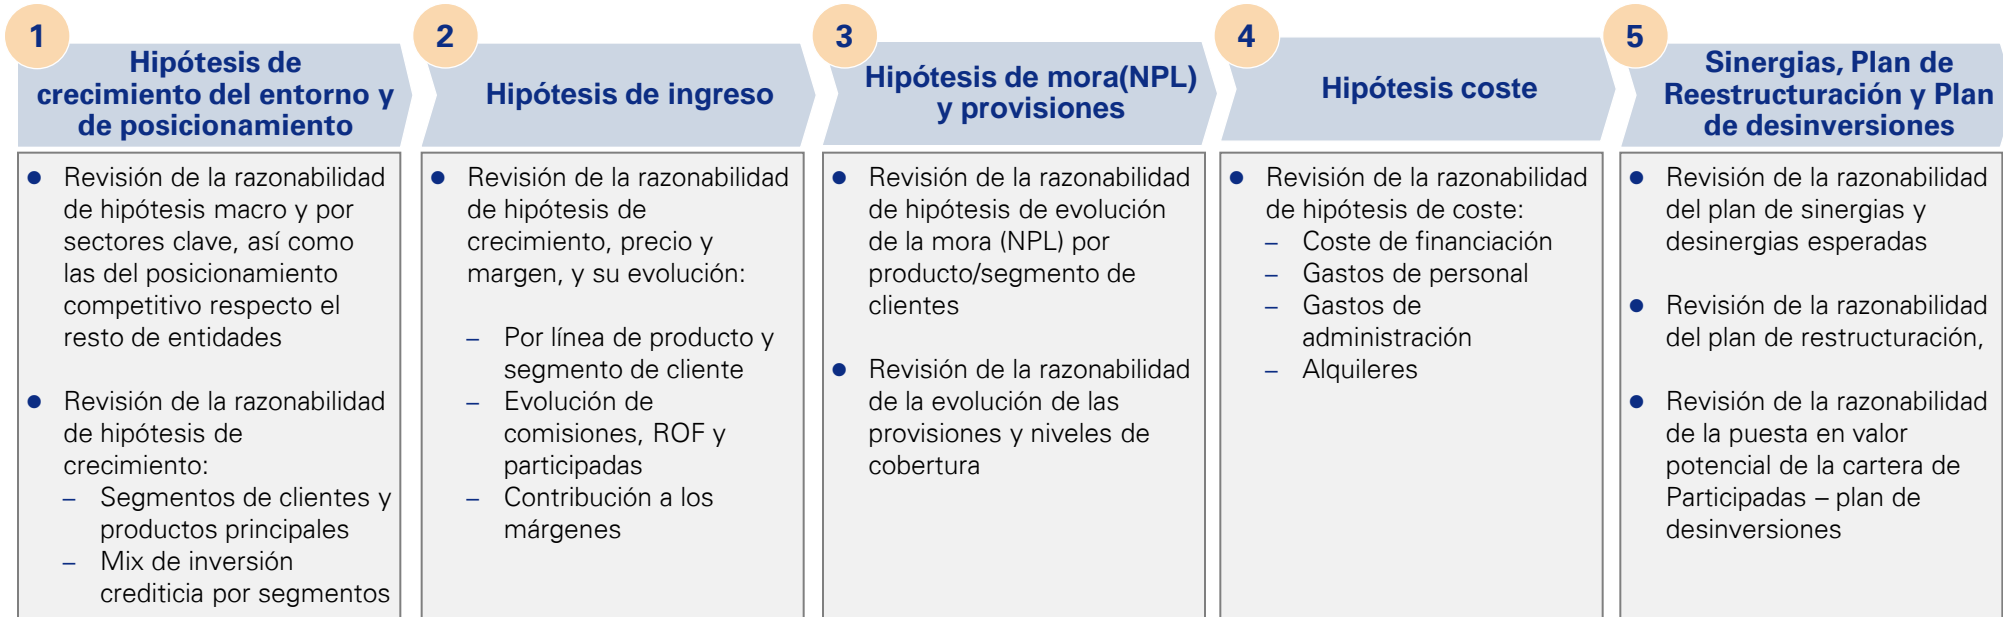 1
Hipótesis de
crecimiento del entorno y
de posicionamiento
● Revisión de la razonabilidad
de hipótesis macro y por
sectores clave, así como
las del posicionamiento
competitivo respecto el
resto de entidades
● Revisión de la razonabilidad
de hipótesis de
crecimiento:
– Segmentos de clientes y
productos principales
– Mix de inversión
crediticia por segmentos
2
Hipótesis de ingreso
● Revisión de la razonabilidad
de hipótesis de
crecimiento, precio y
margen, y su evolución:
– Por línea de producto y
segmento de cliente
– Evolución de
comisiones, ROF y
participadas
– Contribución a los
márgenes
3
Hipótesis de mora(NPL)
y provisiones
● Revisión de la razonabilidad
de hipótesis de evolución
de la mora (NPL) por
producto/segmento de
clientes
● Revisión de la razonabilidad
de la evolución de las
provisiones y niveles de
cobertura
4
Hipótesis coste
● Revisión de la razonabilidad
de hipótesis de coste:
– Coste de financiación
– Gastos de personal
– Gastos de
administración
– Alquileres
5
Sinergias, Plan de
Reestructuración y Plan
de desinversiones
● Revisión de la razonabilidad
del plan de sinergias y
desinergias esperadas
● Revisión de la razonabilidad
del plan de restructuración,
● Revisión de la razonabilidad
de la puesta en valor
potencial de la cartera de
Participadas – plan de
desinversiones